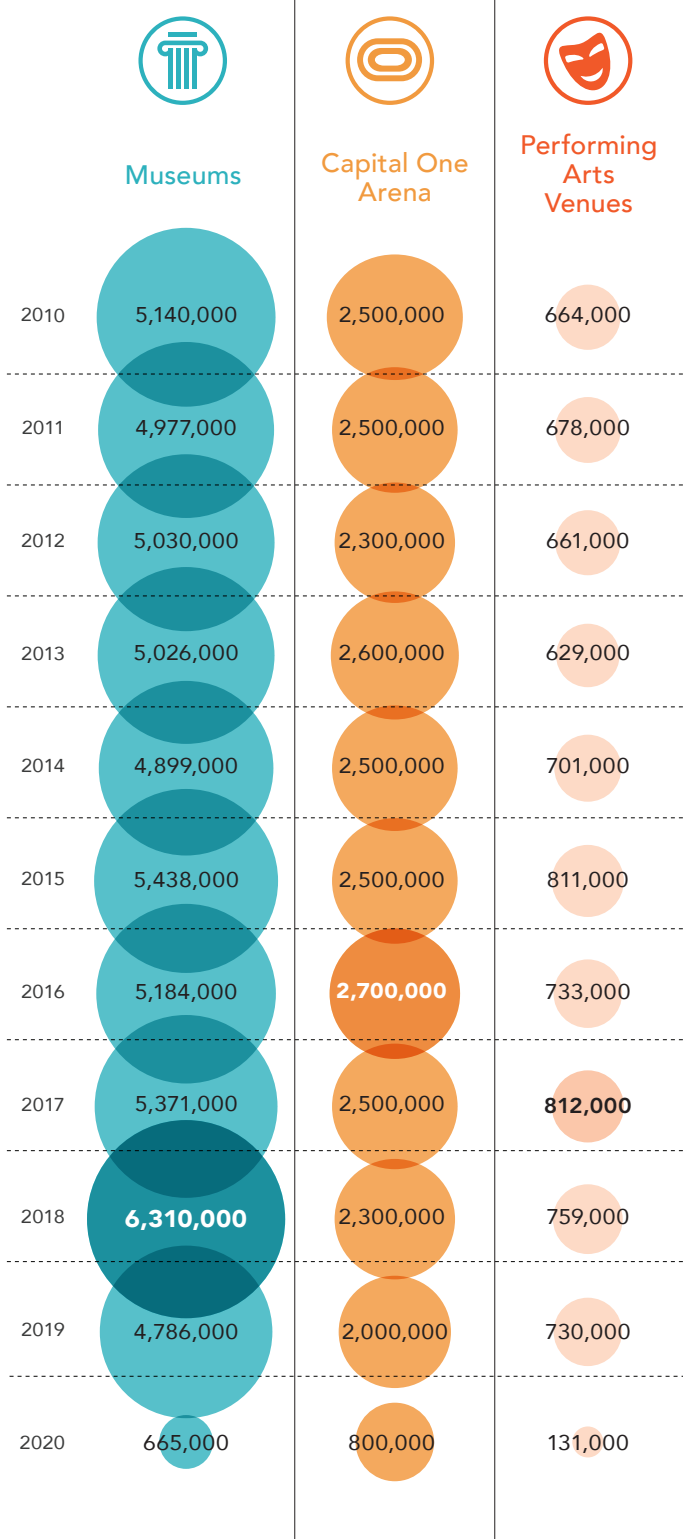 Museums
Capital One
Arena
Performing
Arts
Venues
2010 5,140,000 2,500,000 664,000
2011 4,977,000 2,500,000 678,000
2012 5,030,000 2,300,000 661,000
2013 5,026,000 2,600,000 629,000
2014 4,899,000 2,500,000 701,000
2015 5,438,000 2,500,000 811,000
2016 5,184,000 2,700,000 733,000
2017 5,371,000 2,500,000 812,000
2018 6,310,000 2,300,000 759,000
2019 4,786,000 2,000,000 730,000
2020 665,000 800,000 131,000